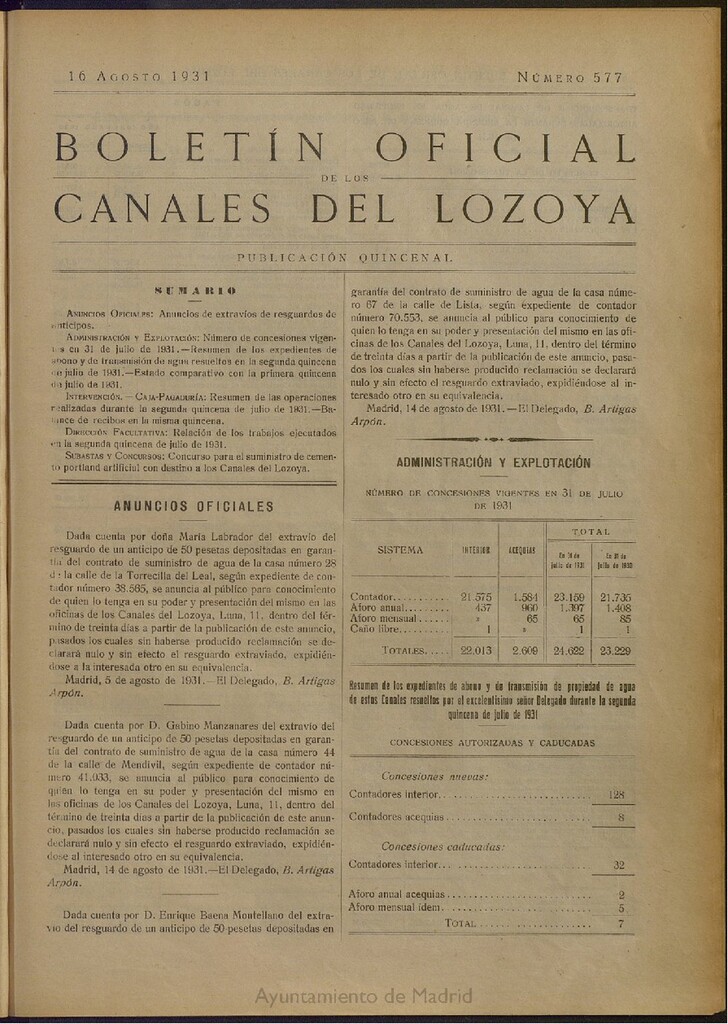 16 AGOSTO 1931
NÚMERO 577
BOLETÍN OFICIAL
DE LOS
CANALES DEL LOZOYA
PUBLICACIÓN QUINCENAL
SUMARIO
ANUNCIOS OFICIALES: Anuncios de extravíos de resguardos de
anticipos.
ADMINISTRACIÓN Y EXPLOTACIÓN: Número de concesiones vigen-
tes en 31 de julio de 1931.—Resumen de los expedientes de
abono y de transmisión de agua resueltos en la segunda quincena
de julio de 1931.—Estado comparativo con la primera quincena
de julio de 1931.
INTERVENCIÓN. — CAJA-PAGADURÍA: Resumen de las operaciones
realizadas durante la segunda quincena de julio de 1931.—Ba-
lance de recibos en la misma quincena.
DIRECCIÓN FACULTATIVA: Relación de los trabajos ejecutados
en la segunda quincena de julio de 1931.
SUBASTAS Y CONCURSOS: Concurso para el suministro de cemen-
to portland artificial con destino a los Canales del Lozoya.
ANUNCIOS OFICIALES
Dada cuenta por doña María Labrador del extravío del
resguardo de un anticipo de 50 pesetas depositadas en garan-
tía del contrato de suministro de agua de la casa número 28
de la calle de la Torrecilla del Leal, según expediente de con-
tador número 38.565, se anuncia al público para conocimiento
de quien lo tenga en su poder y presentación del mismo en las
oficinas de los Canales del Lozoya, Luna, 11, dentro del tér-
mino de treinta días a partir de la publicación de este anuncio,
pasados los cuales sin haberse producido reclamación se de-
clarará nulo y sin efecto el resguardo extraviado, expidién-
dose a la interesada otro en su equivalencia.
Madrid, 5 de agosto de 1931.—El Delegado, B. Artigas
Arpón.
Dada cuenta por D. Gabino Manzanares del extravío del
resguardo de un anticipo de 50 pesetas depositadas en garan-
tía del contrato de suministro de agua de la casa número 44
de la calle de Mendivil, según expediente de contador nú-
mero 41.933, se anuncia al público para conocimiento de
quien lo tenga en su poder y presentación del mismo en
las oficinas de los Canales del Lozoya, Luna, 11, dentro del
término de treinta días a partir de la publicación de este anun-
cio, pasados los cuales sin haberse producido reclamación se
declarará nulo y sin efecto el resguardo extraviado, expidién-
dose al interesado otro en su equivalencia.
Madrid, 14 de agosto de 1931.—El Delegado, B. Artigas
Arpón.
Dada cuenta por D. Enrique Baena Montellano del extra-
vío del resguardo de un anticipo de 50 pesetas depositadas en
garantía del contrato de suministro de agua de la casa núme-
ro 67 de la calle de Lista, según expediente de contador
número 70.553, se anuncia al público para conocimiento de
quien lo tenga en su poder y presentación del mismo en las ofi-
cinas de los Canales del Lozoya, Luna, 11, dentro del término
de treinta días a partir de la publicación de este anuncio, pasa-
dos los cuales sin haberse producido reclamación se declarará
nulo y sin efecto el resguardo extraviado, expidiéndose al in-
teresado otro en su equivalencia.
Madrid, 14 de agosto de 1931.—El Delegado, B. Artigas
Arpón.
ADMINISTRACIÓN Y EXPLOTACIÓN
NÚMERO DE CONCESIONES VIGENTES EN 31 DE JULIO
DE 1931
TOTAL
SISTEMA INTERIOR ACEQUIAS En 31 de julio de 1931 En 31 de julio de 1930
Contador.......... 21.575 1.584 23.159 21.735
Aforo anual........ 437 960 1.397 1.408
Aforo mensual..... » 65 65 85
Caño libre......... 1 » 1 1
TOTALES..... 22.013 2.609 24.622 23.229
Resumen de los expedientes de abono y de transmisión de propiedad de agua
de estos Canales resueltos por el excelentísimo señor Delegado durante la segunda
quincena de julio de 1931
CONCESIONES AUTORIZADAS Y CADUCADAS
Concesiones nuevas:
Contadores interior.............................. 128
Contadores acequias............................. 8
Concesiones caducadas:
Contadores interior.............................. 32
Aforo anual acequias............................. 2
Aforo mensual ídem.............................. 5
TOTAL...................... 7
Ayuntamiento de Madrid